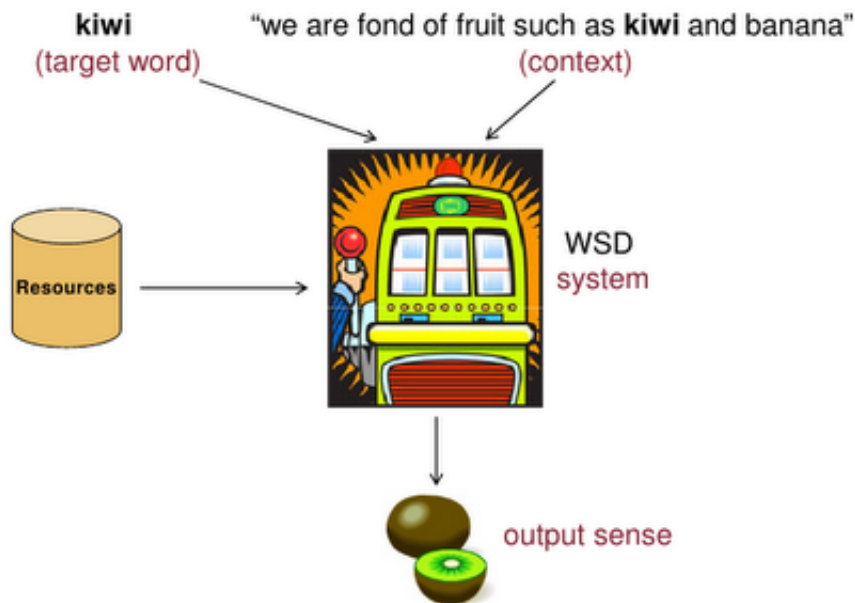 kiwi
(target word)
“we are fond of fruit such as kiwi and banana”
(context)
Resources
WSD
system
output sense